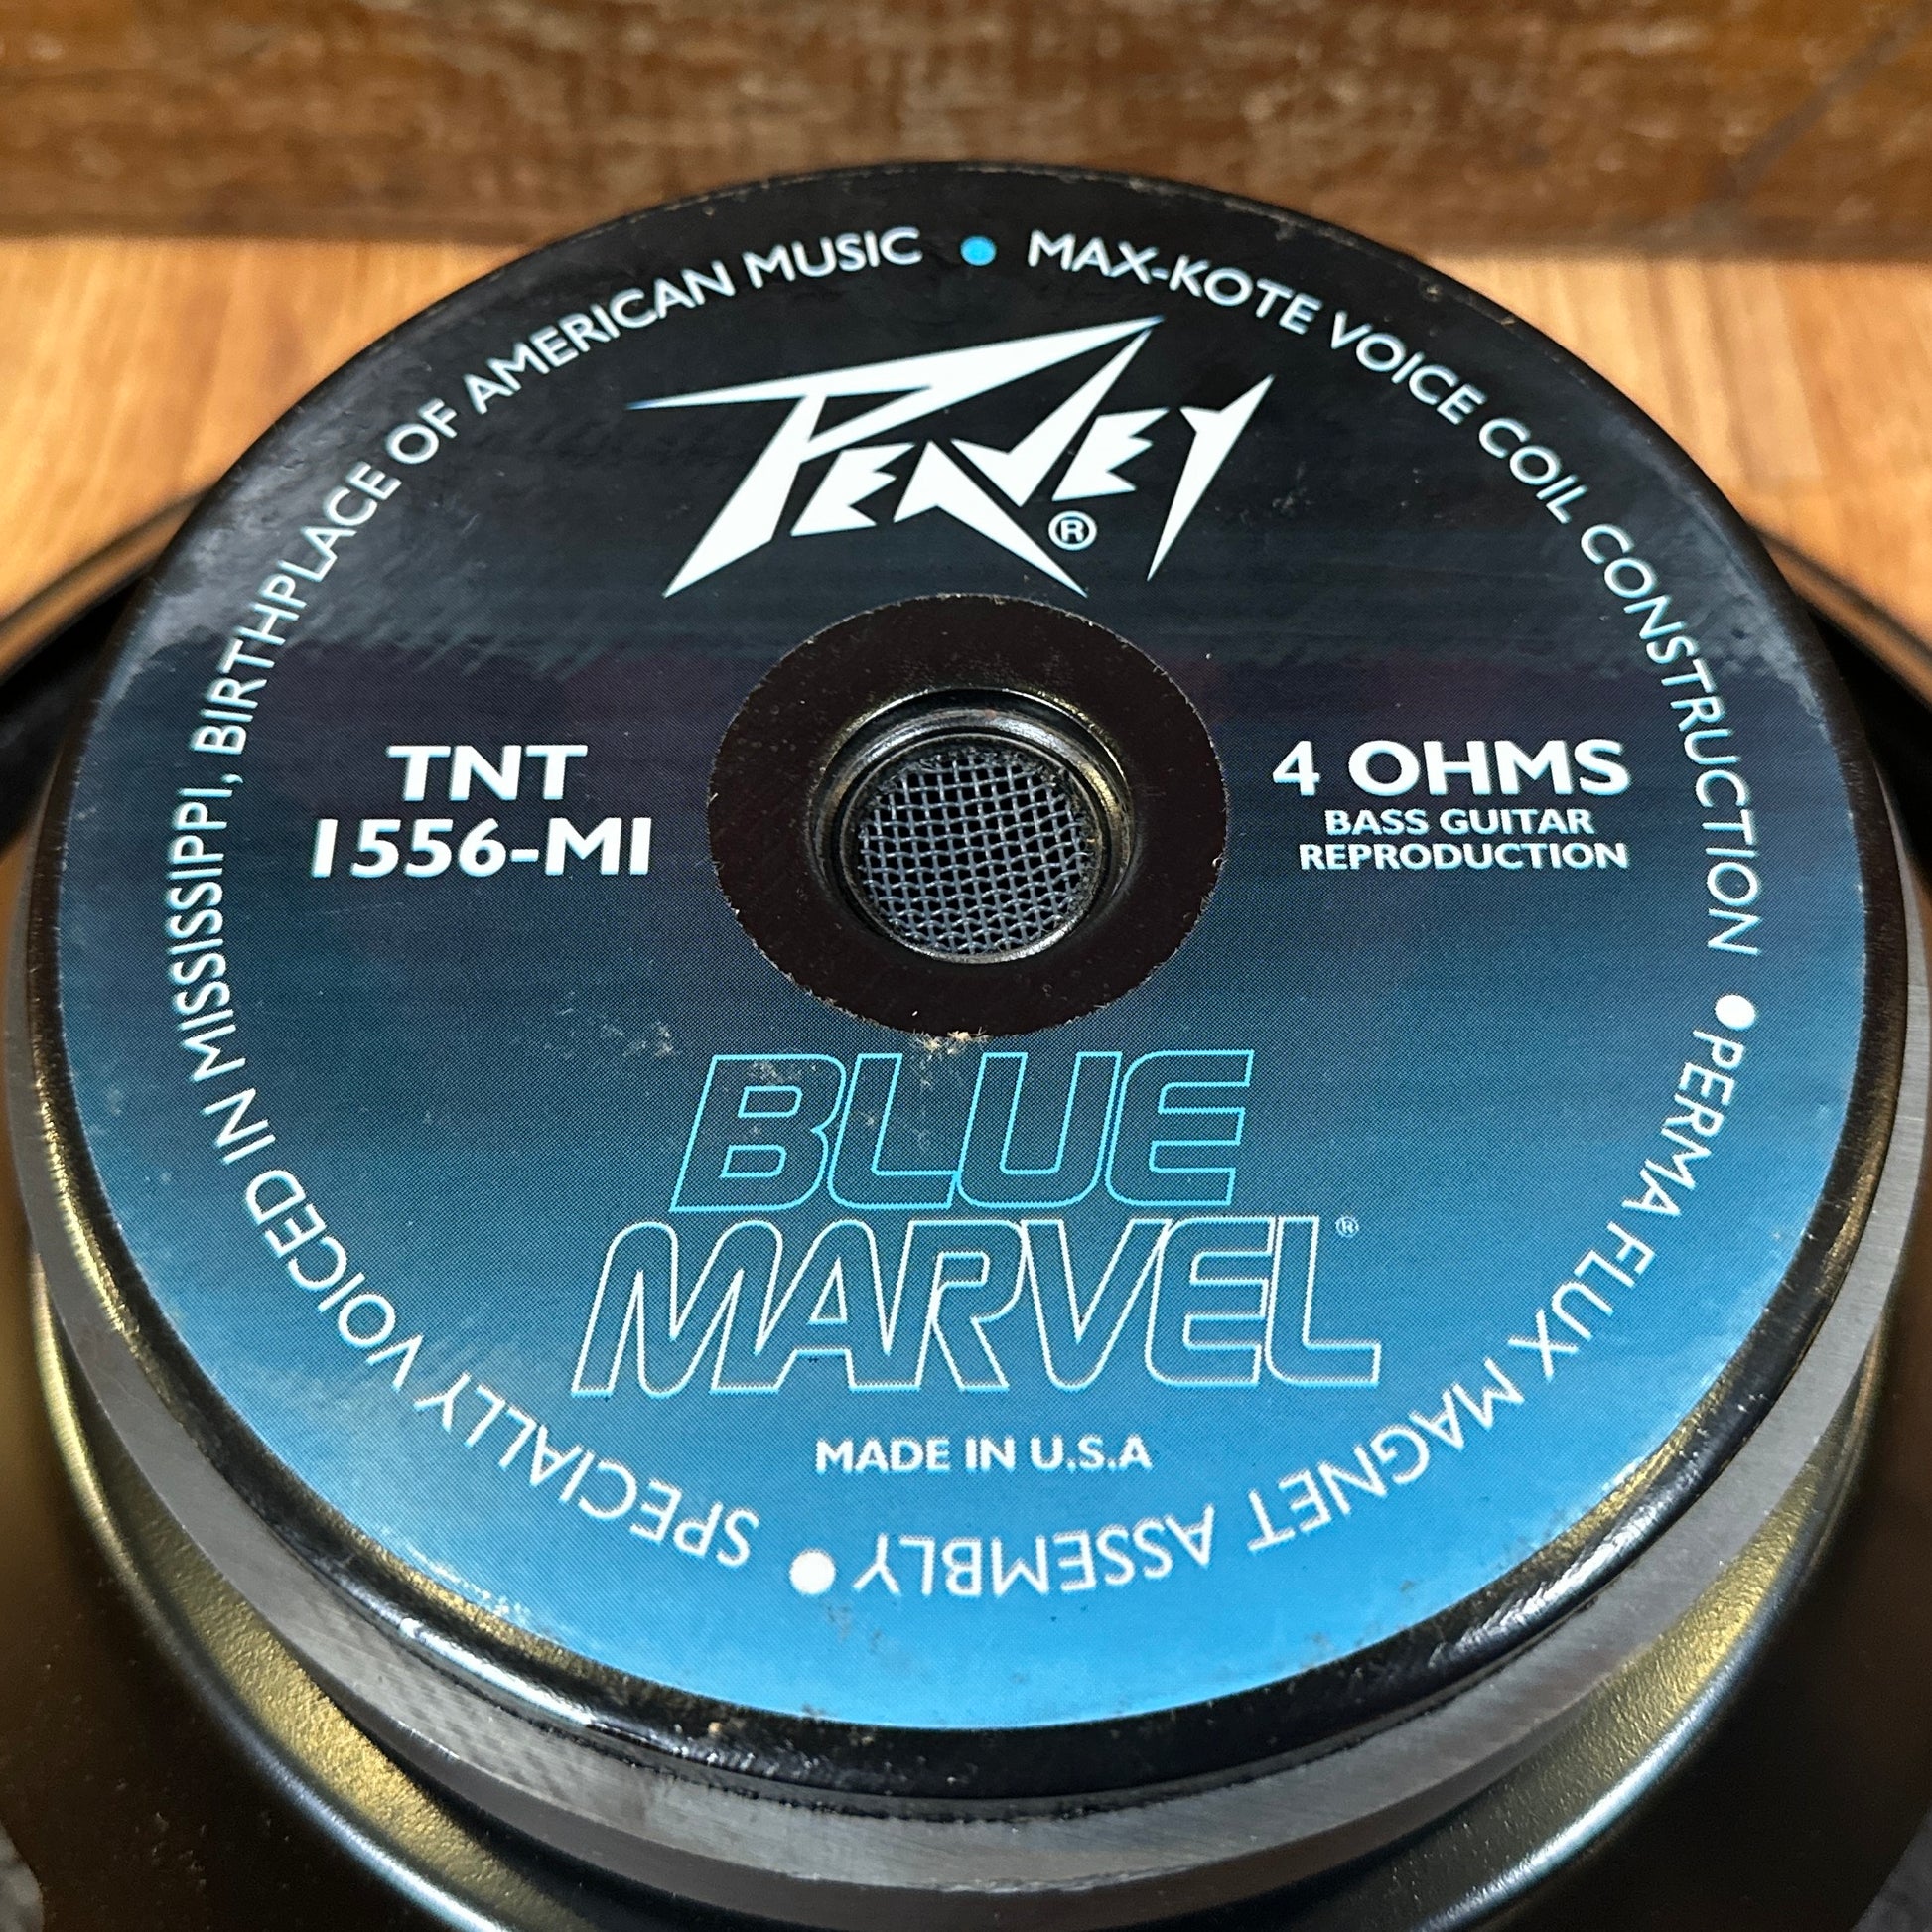 SPECIALLY VOICED IN MISSISSIPPI, BIRTHPLACE OF AMERICAN MUSIC • MAX-KOTE VOICE COIL CONSTRUCTION • PERMA FLUX MAGNET ASSEMBLY •
PEAVEY®
TNT
1556-MI
4 OHMS
BASS GUITAR
REPRODUCTION
BLUE
MARVEL®
MADE IN U.S.A